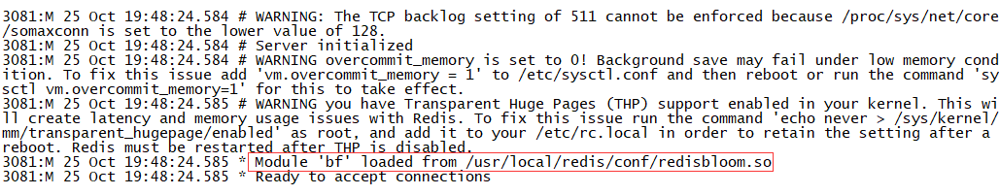 3081:M 25 Oct 19:48:24.584 # WARNING: The TCP backlog setting of 511 cannot be enforced because /proc/sys/net/core
/somaxconn is set to the lower value of 128.
3081:M 25 Oct 19:48:24.584 # Server initialized
3081:M 25 Oct 19:48:24.584 # WARNING overcommit_memory is set to 0! Background save may fail under low memory cond
ition. To fix this issue add 'vm.overcommit_memory = 1' to /etc/sysctl.conf and then reboot or run the command 'sy
sctl vm.overcommit_memory=1' for this to take effect.
3081:M 25 Oct 19:48:24.585 # WARNING you have Transparent Huge Pages (THP) support enabled in your kernel. This wi
ll create latency and memory usage issues with Redis. To fix this issue run the command 'echo never > /sys/kernel/
mm/transparent_hugepage/enabled' as root, and add it to your /etc/rc.local in order to retain the setting after a
reboot. Redis must be restarted after THP is disabled.
3081:M 25 Oct 19:48:24.585 * Module 'bf' loaded from /usr/local/redis/conf/redisbloom.so
3081:M 25 Oct 19:48:24.585 * Ready to accept connections